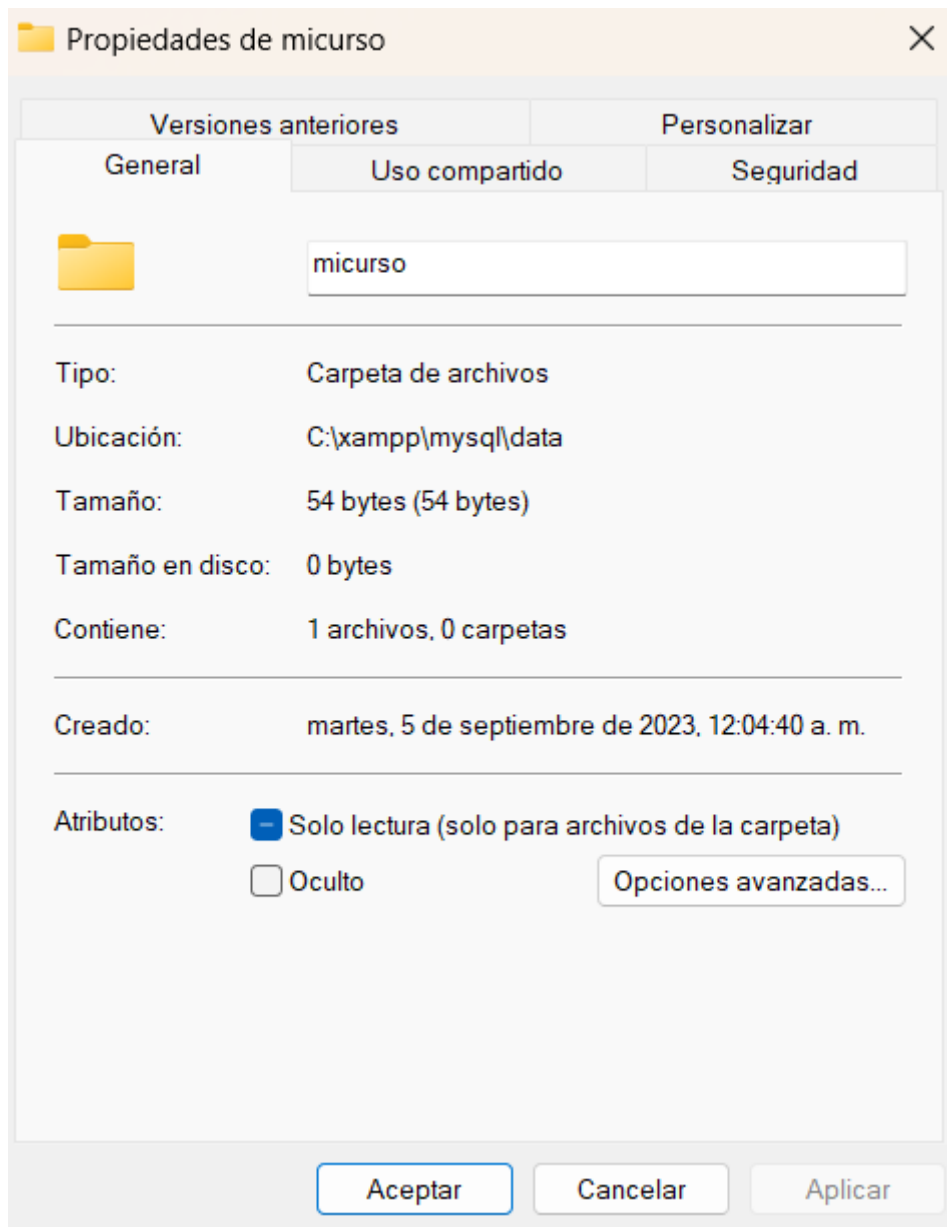 Propiedades de micurso
Versiones anteriores
Personalizar
General
Uso compartido
Seguridad
micurso
Tipo: Carpeta de archivos
Ubicación: C:\xampp\mysql\data
Tamaño: 54 bytes (54 bytes)
Tamaño en disco: 0 bytes
Contiene: 1 archivos, 0 carpetas
Creado: martes, 5 de septiembre de 2023, 12:04:40 a. m.
Atributos: Solo lectura (solo para archivos de la carpeta)
Oculto
Opciones avanzadas...
Aceptar
Cancelar
Aplicar